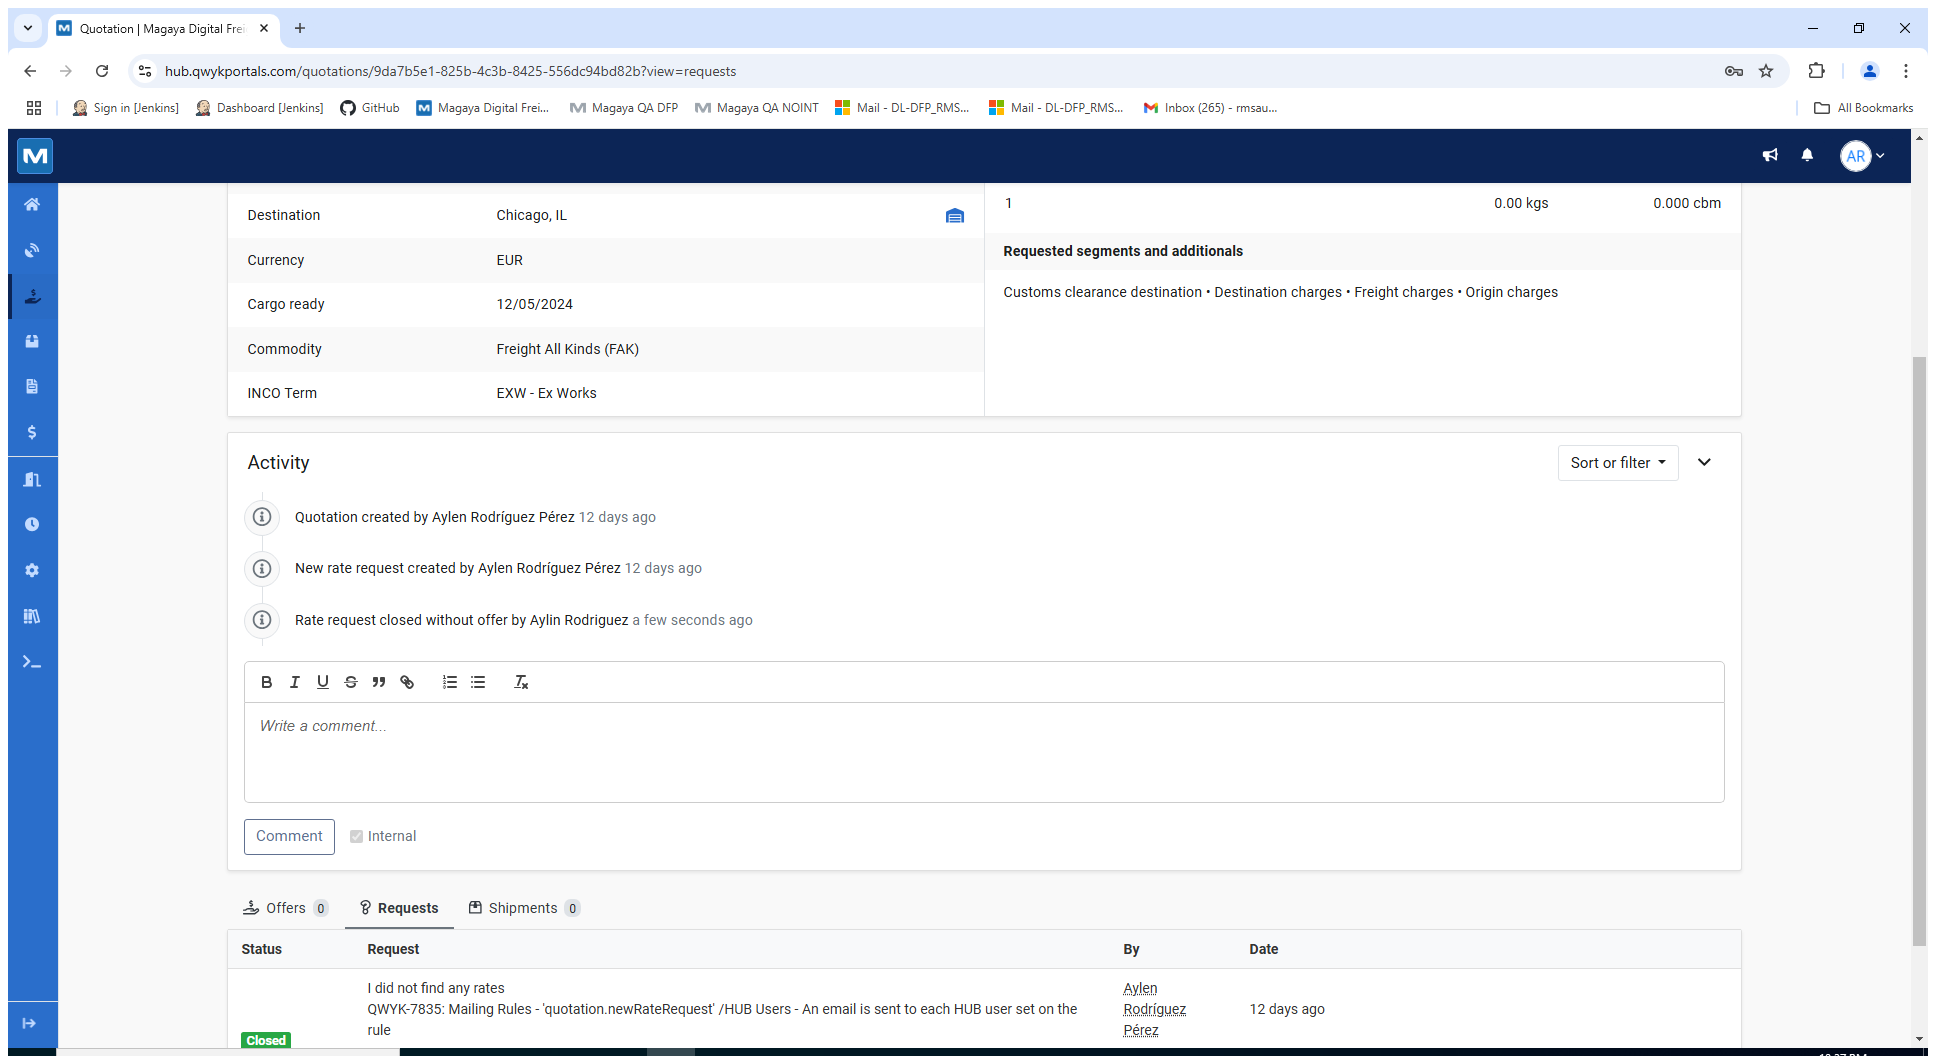 Quotation | Magaya Digital Frei
hub.qwykportals.com/quotations/9da7b5e1-825b-4c3b-8425-556dc94bd82b?view=requests
Sign in [Jenkins]
Dashboard [Jenkins]
GitHub
Magaya Digital Frei...
Magaya QA DFP
Magaya QA NOINT
Mail - DL-DFP_RMS...
Mail - DL-DFP_RMS...
Inbox (265) - rmsau...
All Bookmarks
AR
Destination Chicago, IL
Currency EUR
Cargo ready 12/05/2024
Commodity Freight All Kinds (FAK)
INCO Term EXW - Ex Works
1 0.00 kgs 0.000 cbm
Requested segments and additionals
Customs clearance destination • Destination charges • Freight charges • Origin charges
Activity
Sort or filter
Quotation created by Aylen Rodríguez Pérez 12 days ago
New rate request created by Aylen Rodríguez Pérez 12 days ago
Rate request closed without offer by Aylin Rodriguez a few seconds ago
Write a comment...
Comment
Internal
Offers 0
Requests
Shipments 0
Status Request By Date
I did not find any rates
QWYK-7835: Mailing Rules - 'quotation.newRateRequest' /HUB Users - An email is sent to each HUB user set on the
rule
Closed
Aylen
Rodríguez
Pérez
12 days ago